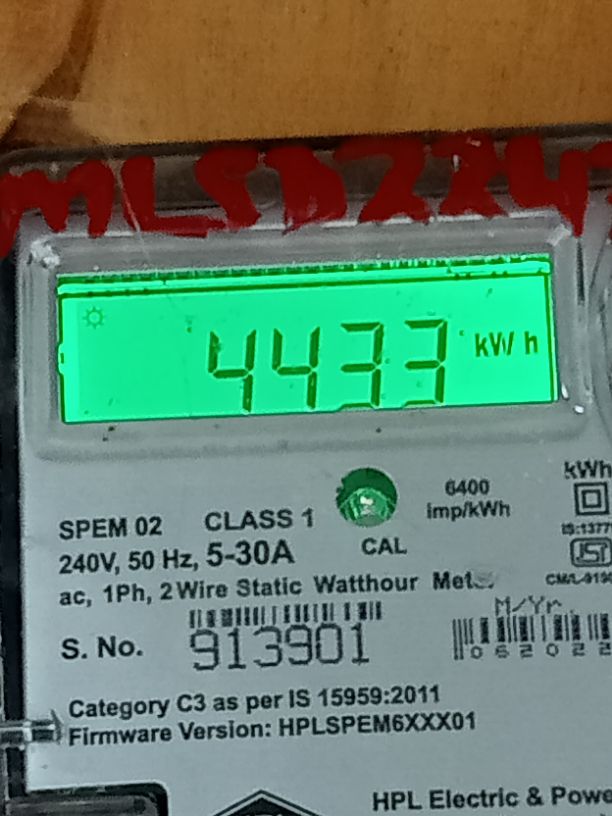 MLSD224
4433 kW h
6400
imp/kWh
kWh
SPEM 02 CLASS 1
CAL
240V, 50 Hz, 5-30A
ac, 1Ph, 2 Wire Static Watthour
M/Yr.
S. No. 913901
062022
Category C3 as per IS 15959:2011
Firmware Version: HPLSPEM6XXX01
HPL Electric &